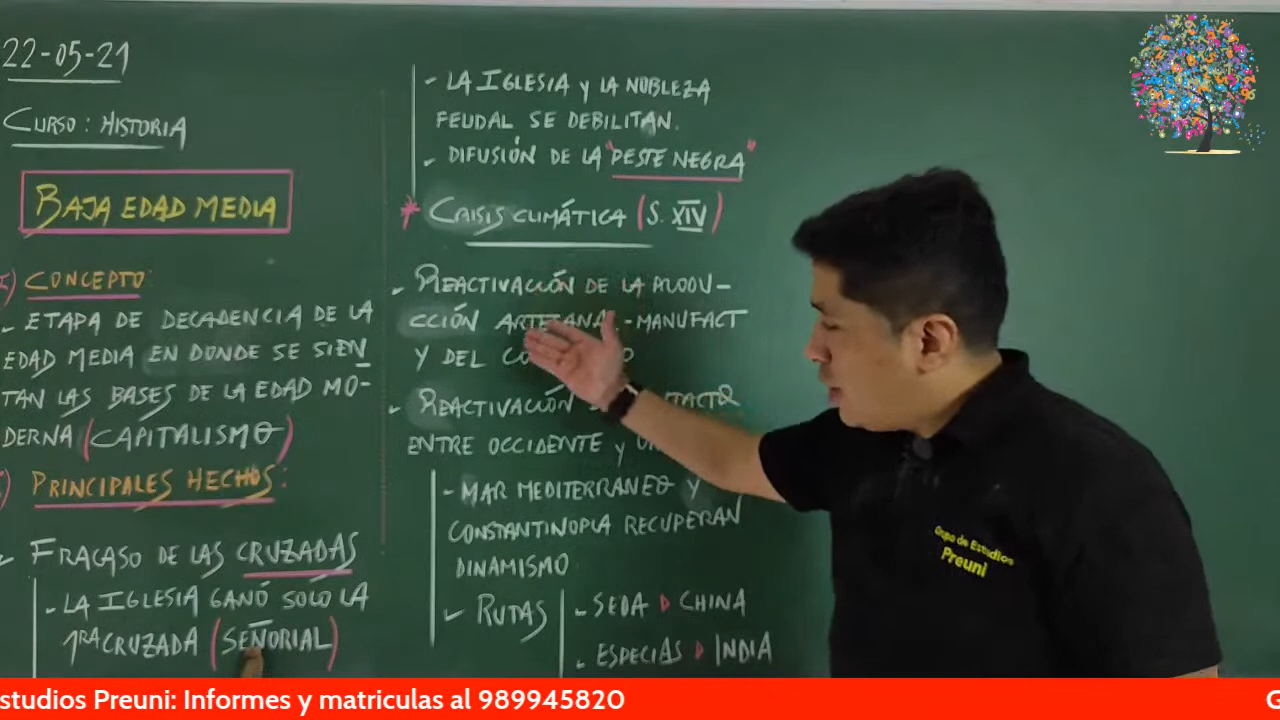 22-05-21
CURSO: HISTORIA
BAJA EDAD MEDIA
I) CONCEPTO:
- ETAPA DE DECADENCIA DE LA
EDAD MEDIA EN DONDE SE SIEN
TAN LAS BASES DE LA EDAD MO-
DERNA (CAPITALISMO)
PRINCIPALES HECHOS:
FRACASO DE LAS CRUZADAS
- LA IGLESIA GANÓ SÓLO LA
1RA CRUZADA (SEÑORIAL)
- LA IGLESIA Y LA NOBLEZA
FEUDAL SE DEBILITAN.
- DIFUSIÓN DE LA "PESTE NEGRA"
* CRISIS CLIMÁTICA (S. XIV)
- REACTIVACIÓN DE LA PRODU-
CCIÓN ARTESANAL-MANUFACT
Y DEL
- REACTIVACIÓN
ENTRE OCCIDENTE Y
- MAR MEDITERRANEO Y
CONSTANTINOPLA RECUPERAN
DINAMISMO
- RUTAS
- SEDA ▷ CHINA
- ESPECIAS ▷ INDIA
Grupo de Estudios
Preuni
studios Preuni: Informes y matriculas al 989945820 G